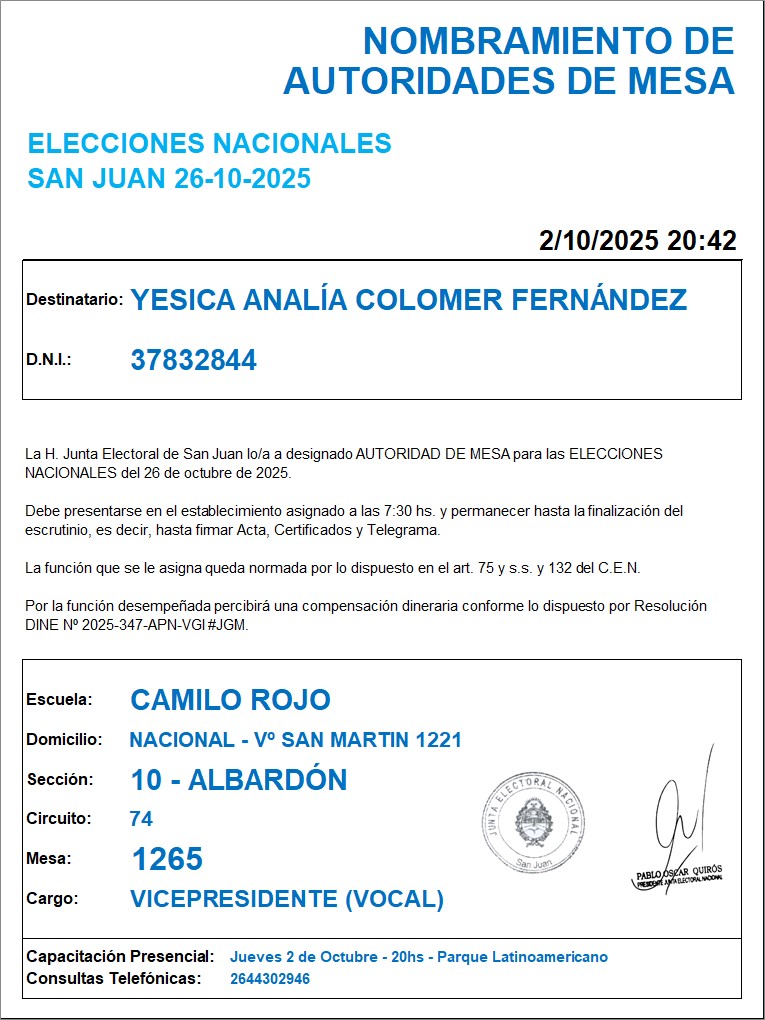 NOMBRAMIENTO DE
AUTORIDADES DE MESA
ELECCIONES NACIONALES
SAN JUAN 26-10-2025
2/10/2025 20:42
Destinatario: YESICA ANALÍA COLOMER FERNÁNDEZ
D.N.I.: 37832844
La H. Junta Electoral de San Juan lo/a a designado AUTORIDAD DE MESA para las ELECCIONES
NACIONALES del 26 de octubre de 2025.
Debe presentarse en el establecimiento asignado a las 7:30 hs. y permanecer hasta la finalización del
escrutinio, es decir, hasta firmar Acta, Certificados y Telegrama.
La función que se le asigna queda normada por lo dispuesto en el art. 75 y s.s. y 132 del C.E.N.
Por la función desempeñada percibirá una compensación dineraria conforme lo dispuesto por Resolución
DINE Nº 2025-347-APN-VGI#JGM.
Escuela: CAMILO ROJO
Domicilio: NACIONAL - Vº SAN MARTIN 1221
Sección: 10 - ALBARDÓN
Circuito: 74
Mesa: 1265
Cargo: VICEPRESIDENTE (VOCAL)
JUNTA ELECTORAL NACIONAL
San Juan
PABLO OSCAR QUIRÓS
PRESIDENTE JUNTA ELECTORAL NACIONAL
Capacitación Presencial: Jueves 2 de Octubre - 20hs - Parque Latinoamericano
Consultas Telefónicas: 2644302946